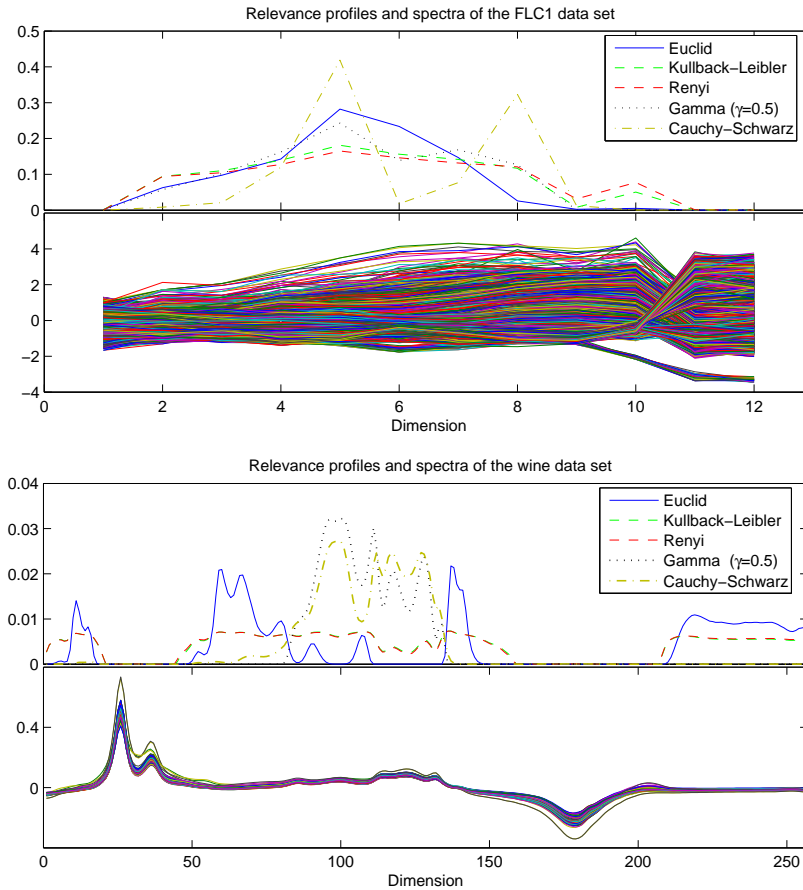 Relevance profiles and spectra of the FLC1 data set
0.5
0.4
0.3
0.2
0.1
0
Euclid
Kullback−Leibler
Renyi
Gamma (γ=0.5)
Cauchy−Schwarz
4
2
0
−2
−4
0 2 4 6 8 10 12
Dimension
Relevance profiles and spectra of the wine data set
0.04
0.03
0.02
0.01
0
Euclid
Kullback−Leibler
Renyi
Gamma (γ=0.5)
Cauchy−Schwarz
0.4
0
0 50 100 150 200 250
Dimension